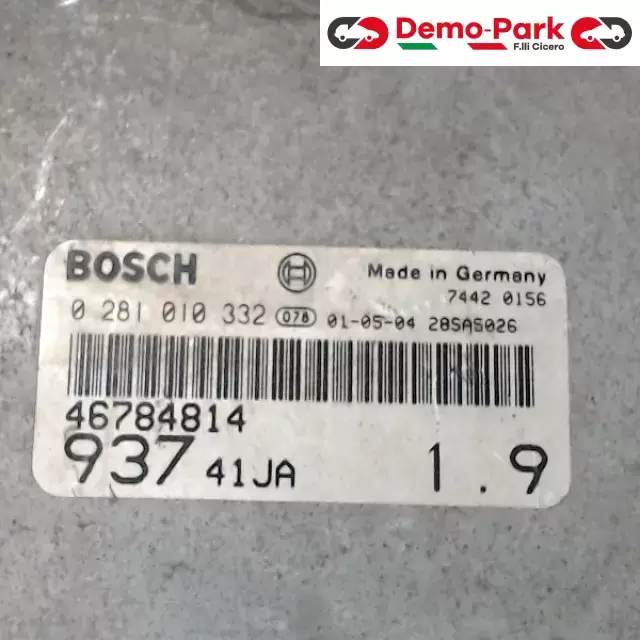 Demo-Park
F.lli Cicero
BOSCH
Made in Germany
7442 0156
0 281 010 332 078 01-05-04 28SA5026
46784814
937 41JA 1.9